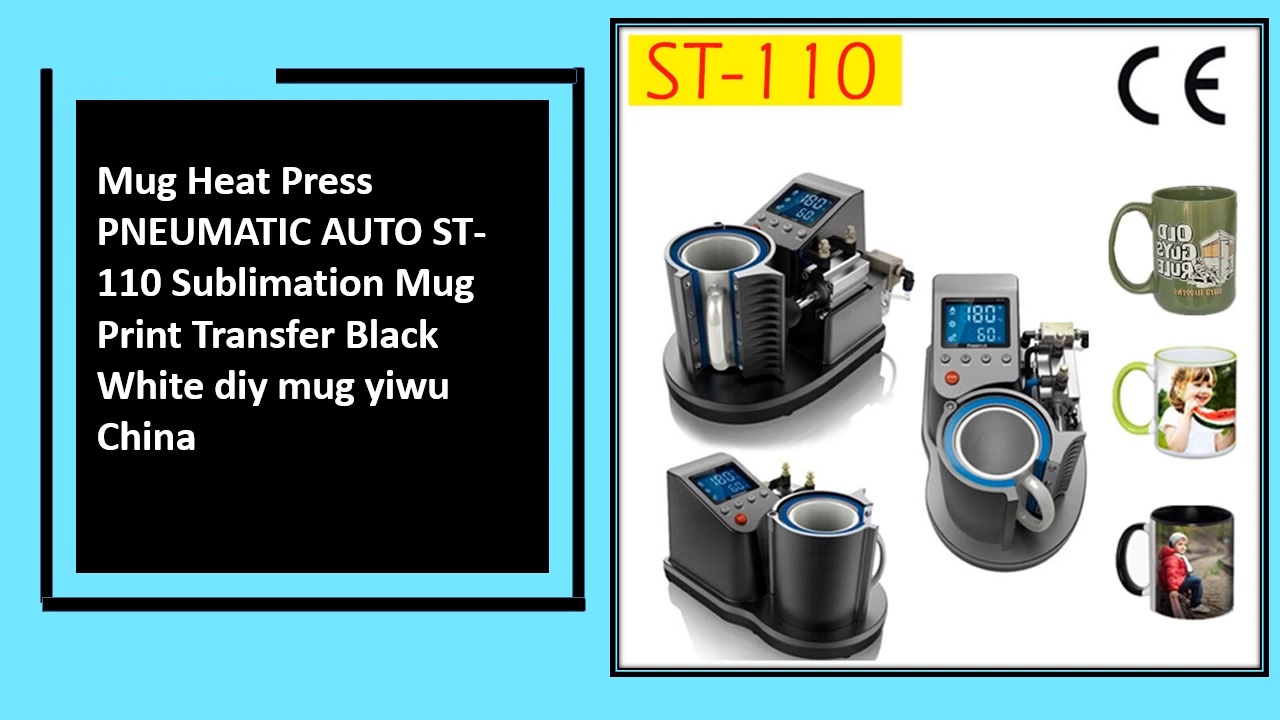 Mug Heat Press
PNEUMATIC AUTO ST-
110 Sublimation Mug
Print Transfer Black
White diy mug yiwu
China
ST-110
CE
180
60
180
60
180
60
OLD
GUYS
RULE